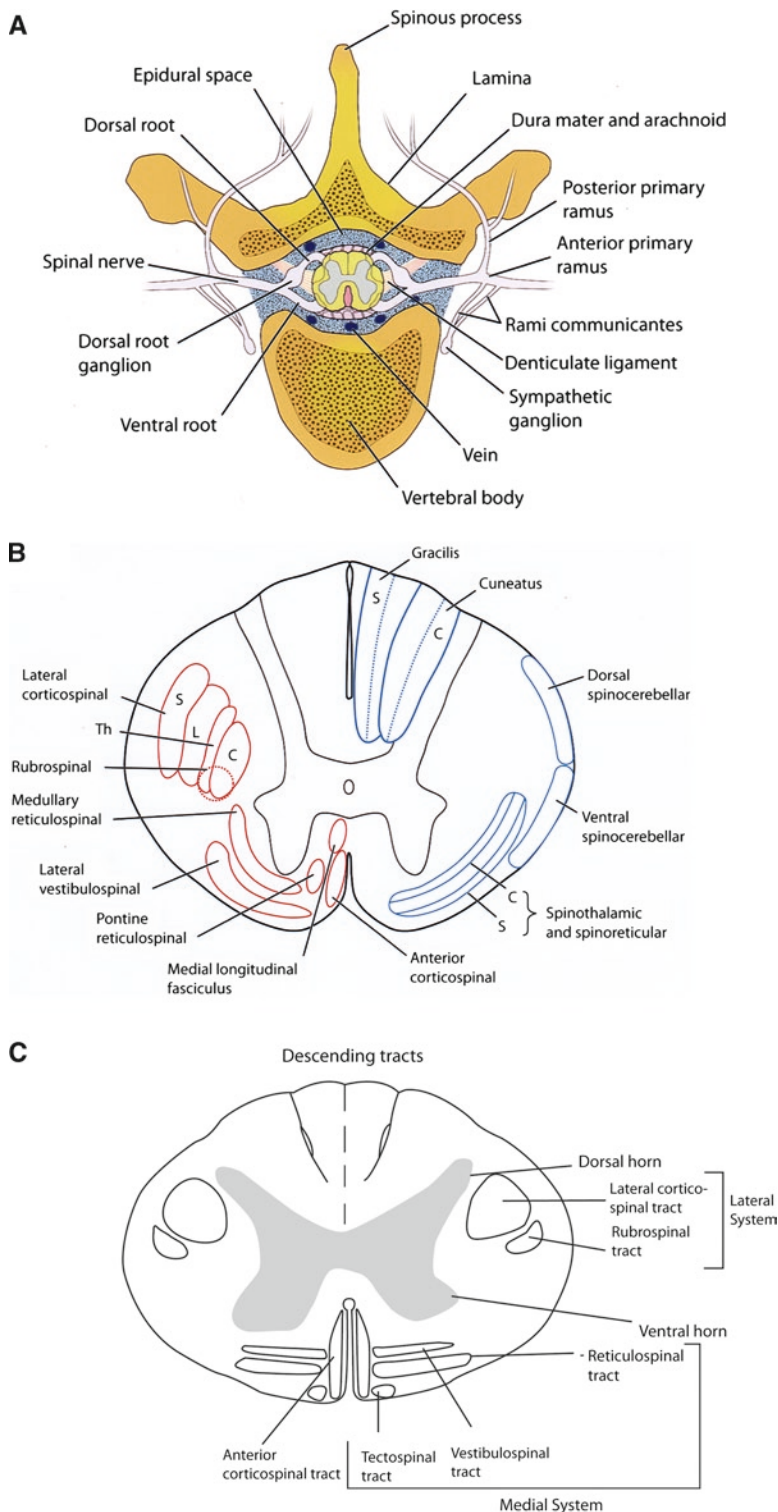 A
Spinous process
Epidural space
Lamina
Dorsal root
Dura mater and arachnoid
Posterior primary
ramus
Spinal nerve
Anterior primary
ramus
Dorsal root
ganglion
Rami communicantes
Denticulate ligament
Ventral root
Sympathetic
ganglion
Vein
Vertebral body
B
Gracilis
S
Cuneatus
C
Lateral
corticospinal
S
Th
L
C
Rubrospinal
Medullary
reticulospinal
Lateral
vestibulospinal
Pontine
reticulospinal
Medial longitudinal
fasciculus
Anterior
corticospinal
Dorsal
spinocerebellar
Ventral
spinocerebellar
C
S
Spinothalamic
and spinoreticular
C
Descending tracts
Dorsal horn
Lateral cortico-
spinal tract
Rubrospinal
tract
Lateral
System
Ventral horn
- Reticulospinal
tract
Anterior
corticospinal tract
Tectospinal
tract
Vestibulospinal
tract
Medial System